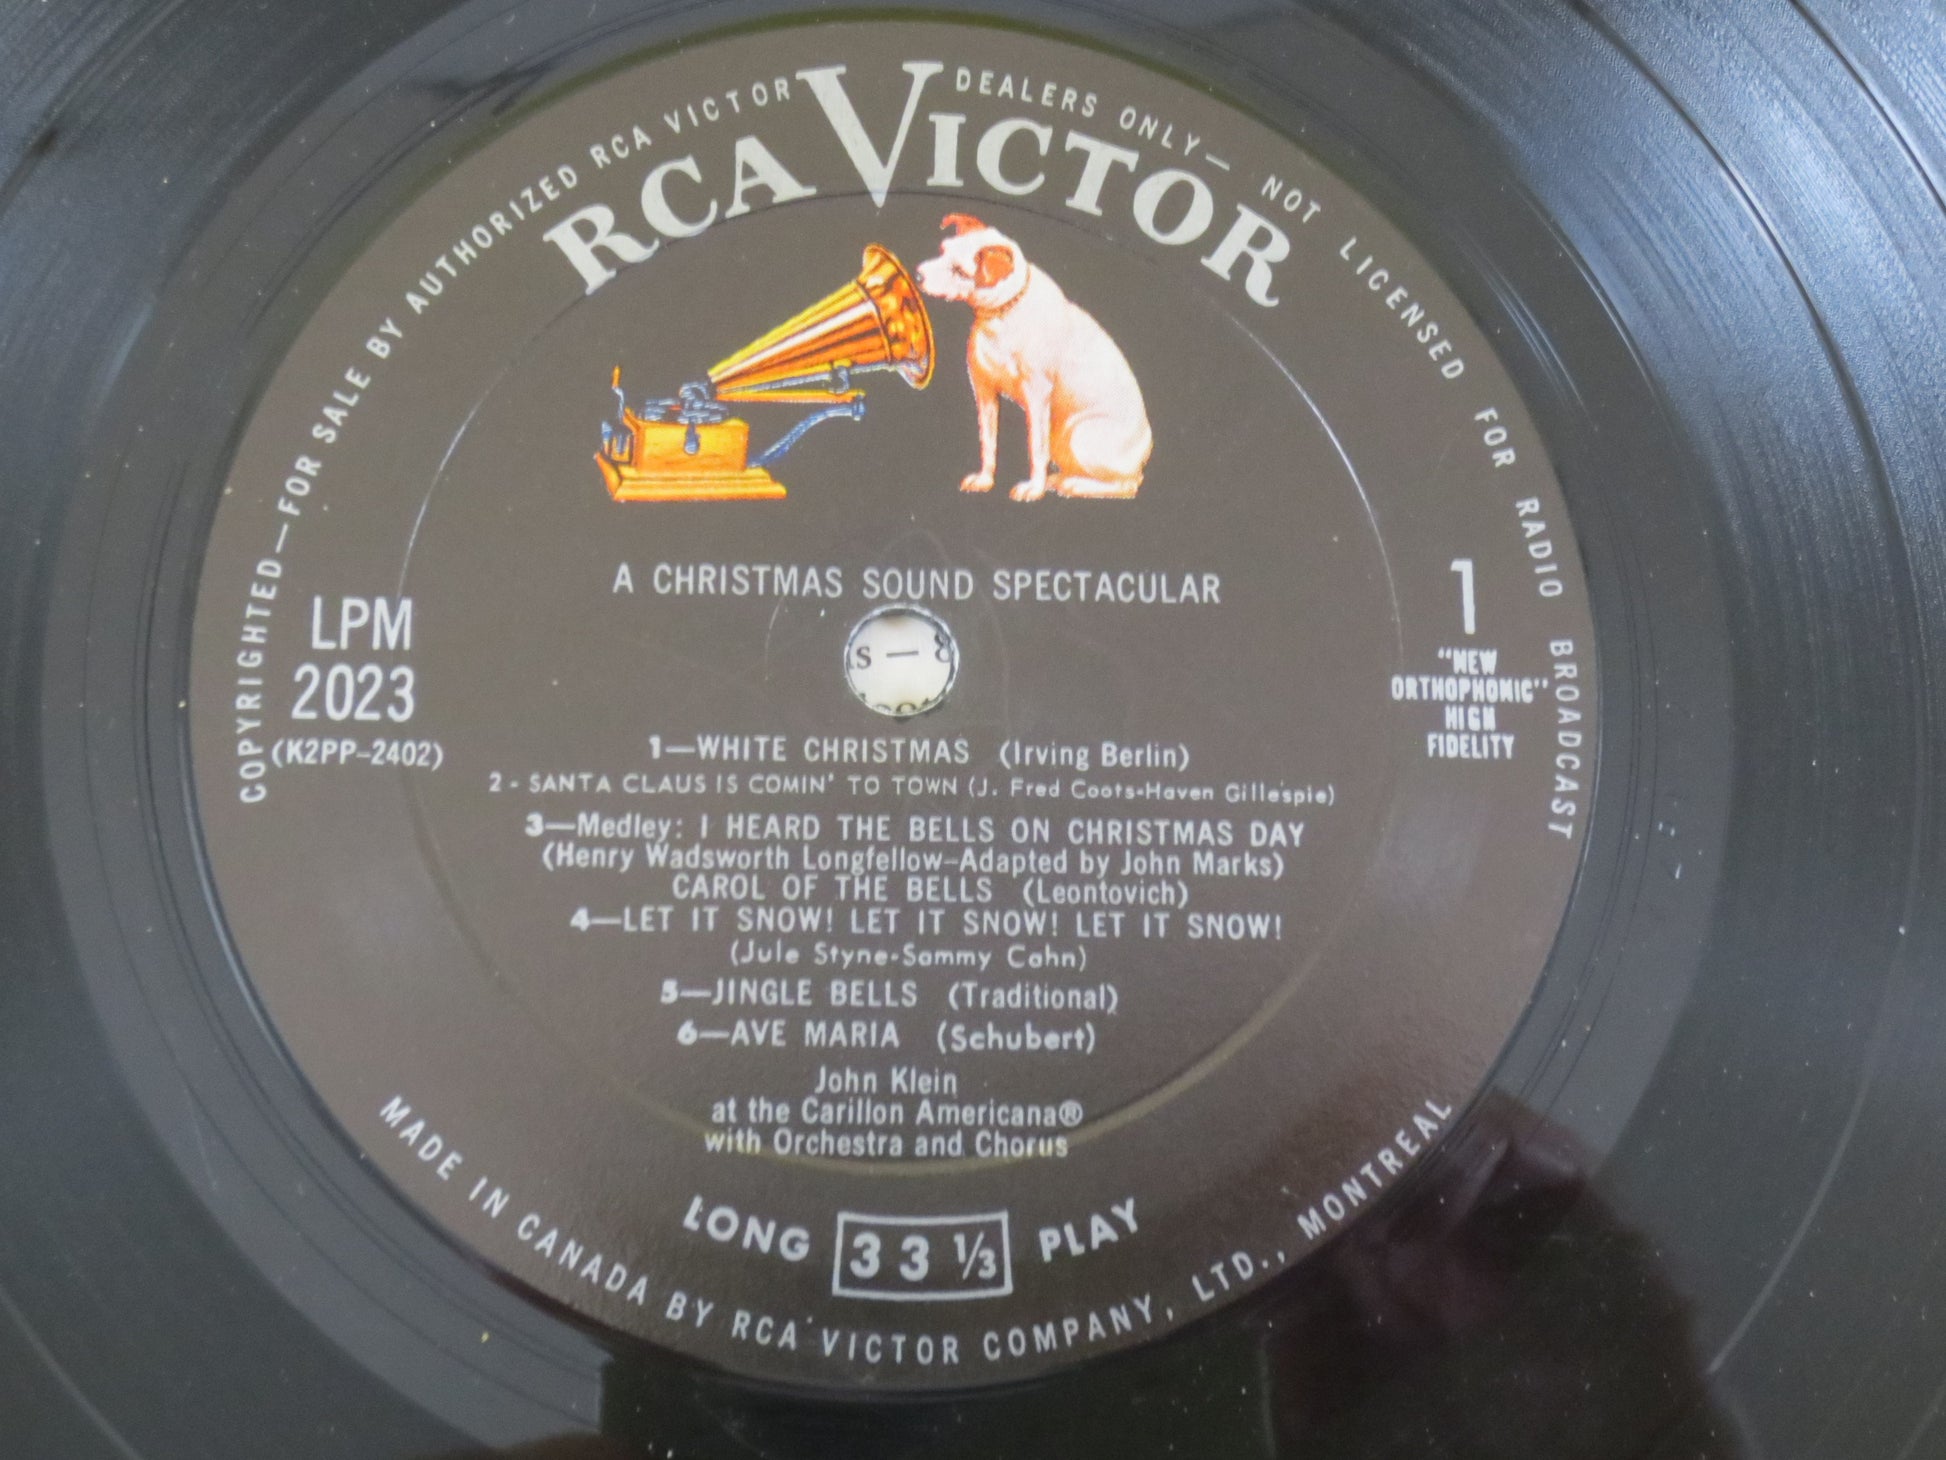 COPYRIGHTED—FOR SALE BY AUTHORIZED RCA VICTOR DEALERS ONLY— NOT LICENSED FOR RADIO BROADCAST
RCA VICTOR
A CHRISTMAS SOUND SPECTACULAR
LPM
2023
(K2PP-2402)
1
"NEW
ORTHOPHONIC"
HIGH
FIDELITY
s — 8
1—WHITE CHRISTMAS (Irving Berlin)
2 - SANTA CLAUS IS COMIN' TO TOWN (J. Fred Coots-Haven Gillespie)
3—Medley: I HEARD THE BELLS ON CHRISTMAS DAY
(Henry Wadsworth Longfellow-Adapted by John Marks)
CAROL OF THE BELLS (Leontovich)
4—LET IT SNOW! LET IT SNOW! LET IT SNOW!
(Jule Styne-Sammy Cahn)
5—JINGLE BELLS (Traditional)
6—AVE MARIA (Schubert)
John Klein
at the Carillon Americana®
with Orchestra and Chorus
LONG 33 1/3 PLAY
MADE IN CANADA BY RCA VICTOR COMPANY, LTD., MONTREAL